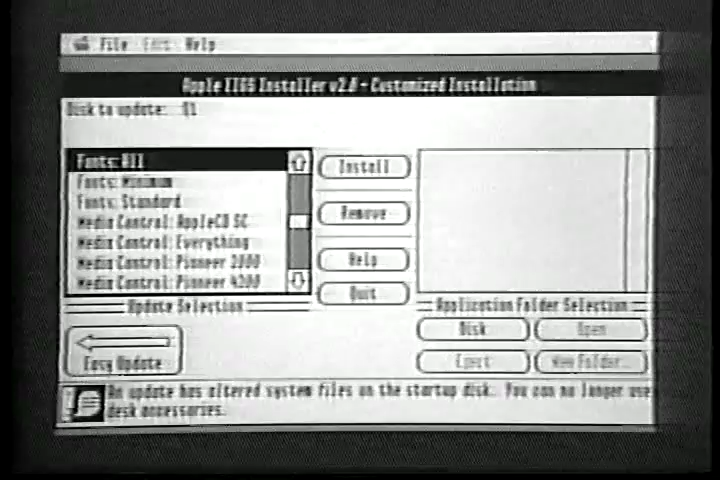 File Edit Help
Apple IIGS Installer v2.0 - Customized Installation
Disk to update:
Fonts: All
Fonts: Minimum
Fonts: Standard
Media Control: AppleCD SC
Media Control: Everything
Media Control: Pioneer 2000
Media Control: Pioneer 4200
Update Selection
Easy Update
Install
Remove
Help
Quit
Application Folder Selection
Disk Open
Eject New Folder...
An update has altered system files on the startup disk. You can no longer use
desk accessories.